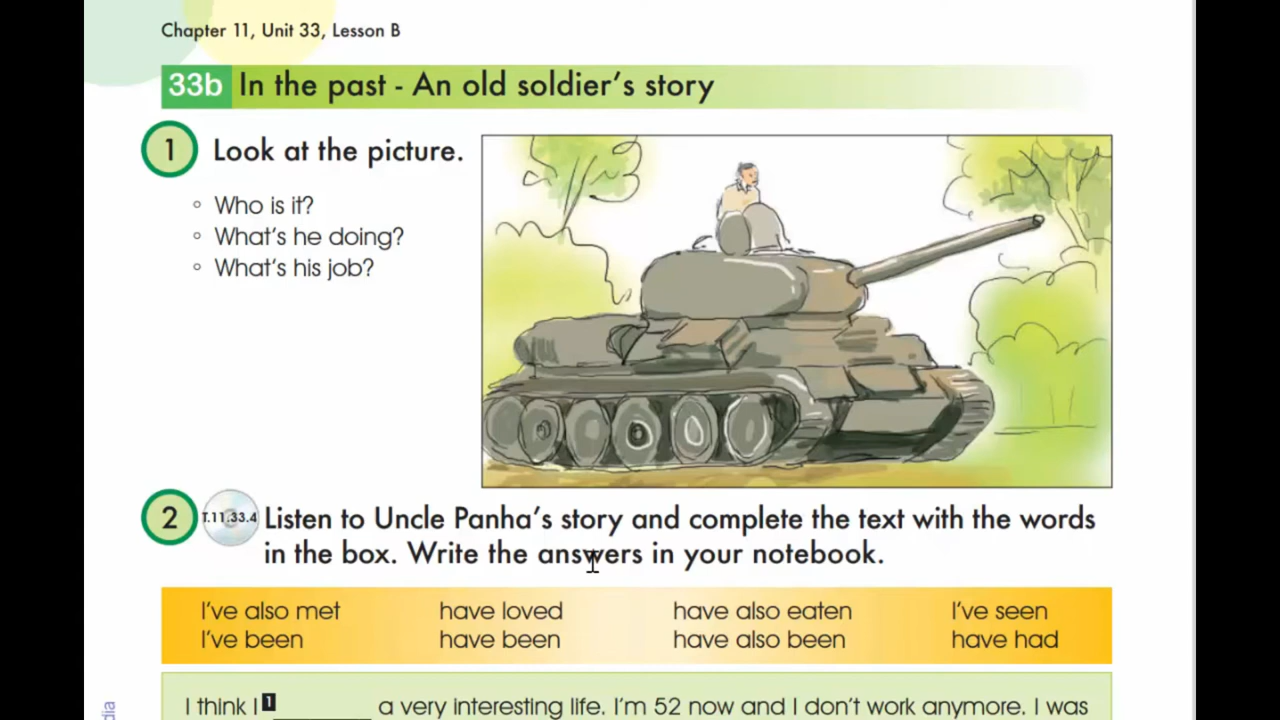 Chapter 11, Unit 33, Lesson B
33b In the past - An old soldier's story
1 Look at the picture.
◦ Who is it?
◦ What's he doing?
◦ What's his job?
2 T.11.33.4 Listen to Uncle Panha's story and complete the text with the words
in the box. Write the answers in your notebook.
I've also met have loved have also eaten I've seen
I've been have been have also been have had
I think I 1 ________ a very interesting life. I'm 52 now and I don't work anymore. I was